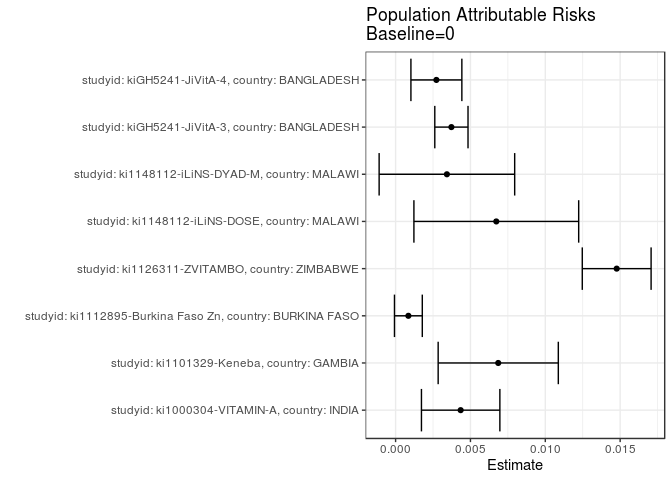 Population Attributable Risks
Baseline=0
studyid: kiGH5241-JiVitA-4, country: BANGLADESH
studyid: kiGH5241-JiVitA-3, country: BANGLADESH
studyid: ki1148112-iLiNS-DYAD-M, country: MALAWI
studyid: ki1148112-iLiNS-DOSE, country: MALAWI
studyid: ki1126311-ZVITAMBO, country: ZIMBABWE
studyid: ki1112895-Burkina Faso Zn, country: BURKINA FASO
studyid: ki1101329-Keneba, country: GAMBIA
studyid: ki1000304-VITAMIN-A, country: INDIA
0.000 0.005 0.010 0.015
Estimate